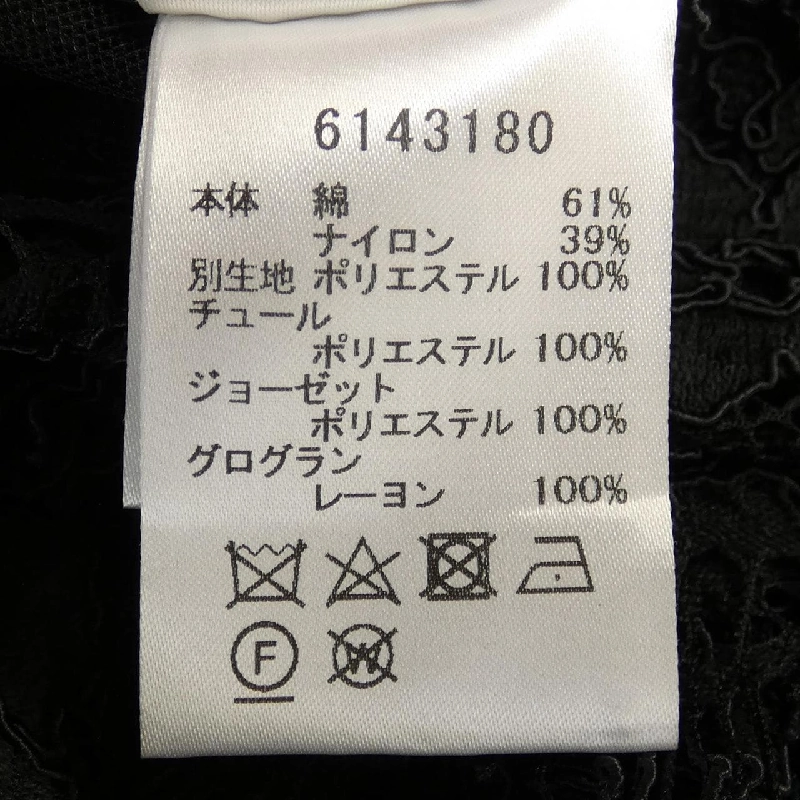 6143180
本体 綿 61%
ナイロン 39%
別生地 ポリエステル 100%
チュール
ポリエステル 100%
ジョーゼット
ポリエステル 100%
グログラン
レーヨン 100%
F W